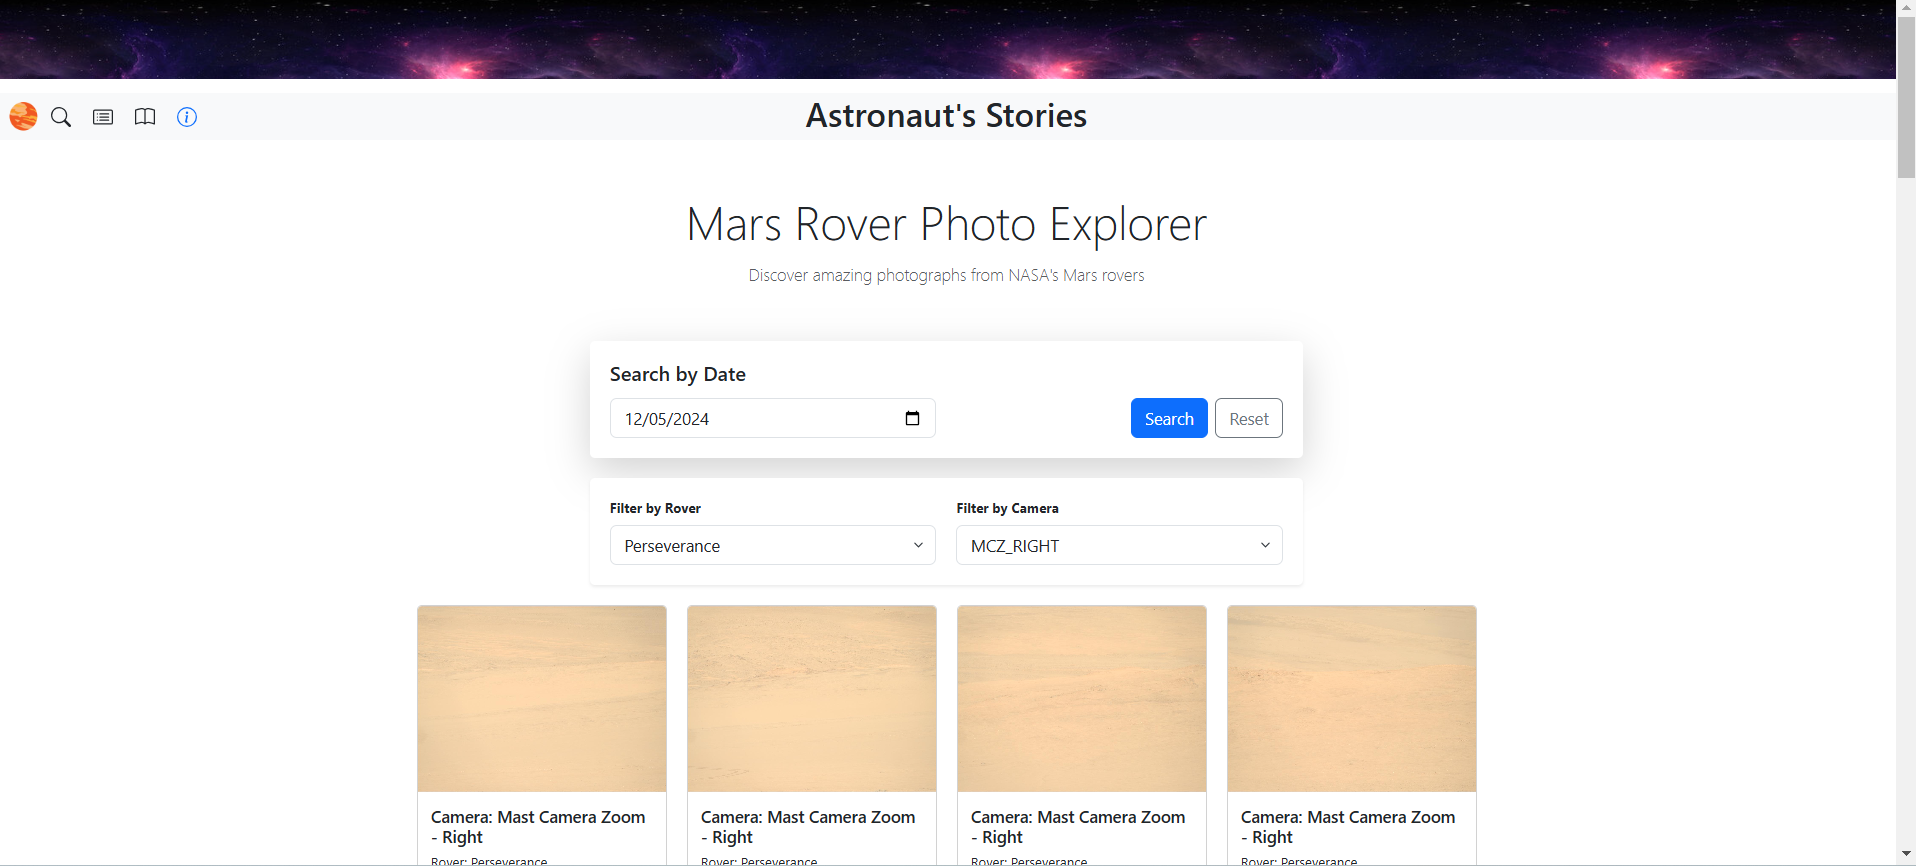 Astronaut's Stories
Mars Rover Photo Explorer
Discover amazing photographs from NASA's Mars rovers
Search by Date
12/05/2024
Search
Reset
Filter by Rover
Filter by Camera
Perseverance
MCZ_RIGHT
Camera: Mast Camera Zoom
- Right
Rover: Perseverance
Camera: Mast Camera Zoom
- Right
Rover: Perseverance
Camera: Mast Camera Zoom
- Right
Rover: Perseverance
Camera: Mast Camera Zoom
- Right
Rover: Perseverance